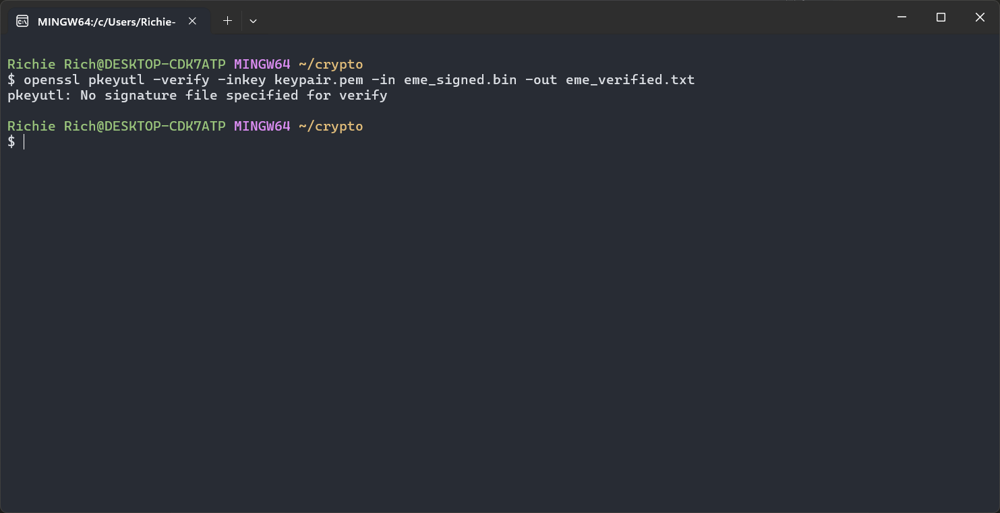 MINGW64:/c/Users/Richie-
Richie Rich@DESKTOP-CDK7ATP MINGW64 ~/crypto
$ openssl pkeyutl -verify -inkey keypair.pem -in eme_signed.bin -out eme_verified.txt
pkeyutl: No signature file specified for verify
Richie Rich@DESKTOP-CDK7ATP MINGW64 ~/crypto
$